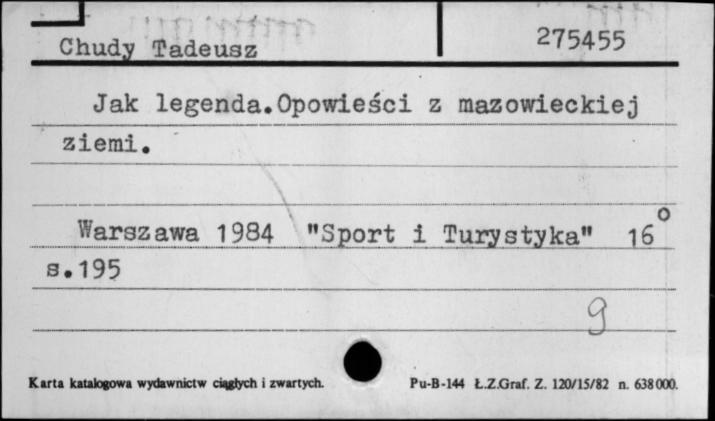 Chudy Tadeusz 275455
Jak legenda.Opowieści z mazowieckiej
ziemi.
Warszawa 1984 "Sport i Turystyka" 16°
s.195
9
Karta katalogowa wydawnictw ciągłych i zwartych. Pu-B-144 Ł.Z.Graf. Z. 120/15/82 n. 638000.